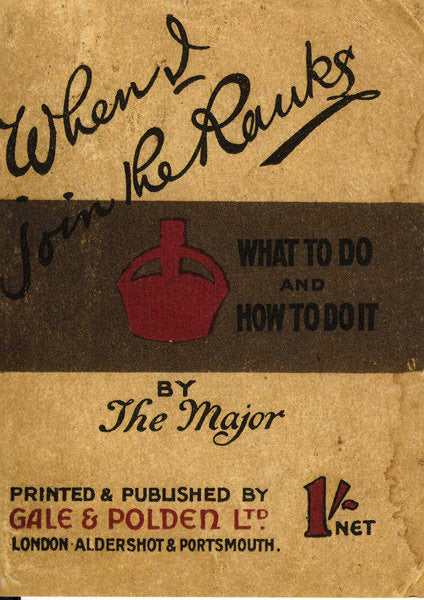 When I
join the Ranks
WHAT TO DO
AND
HOW TO DO IT
BY
The Major
PRINTED & PUBLISHED BY
GALE & POLDEN LTD.
LONDON·ALDERSHOT & PORTSMOUTH.
1/- NET